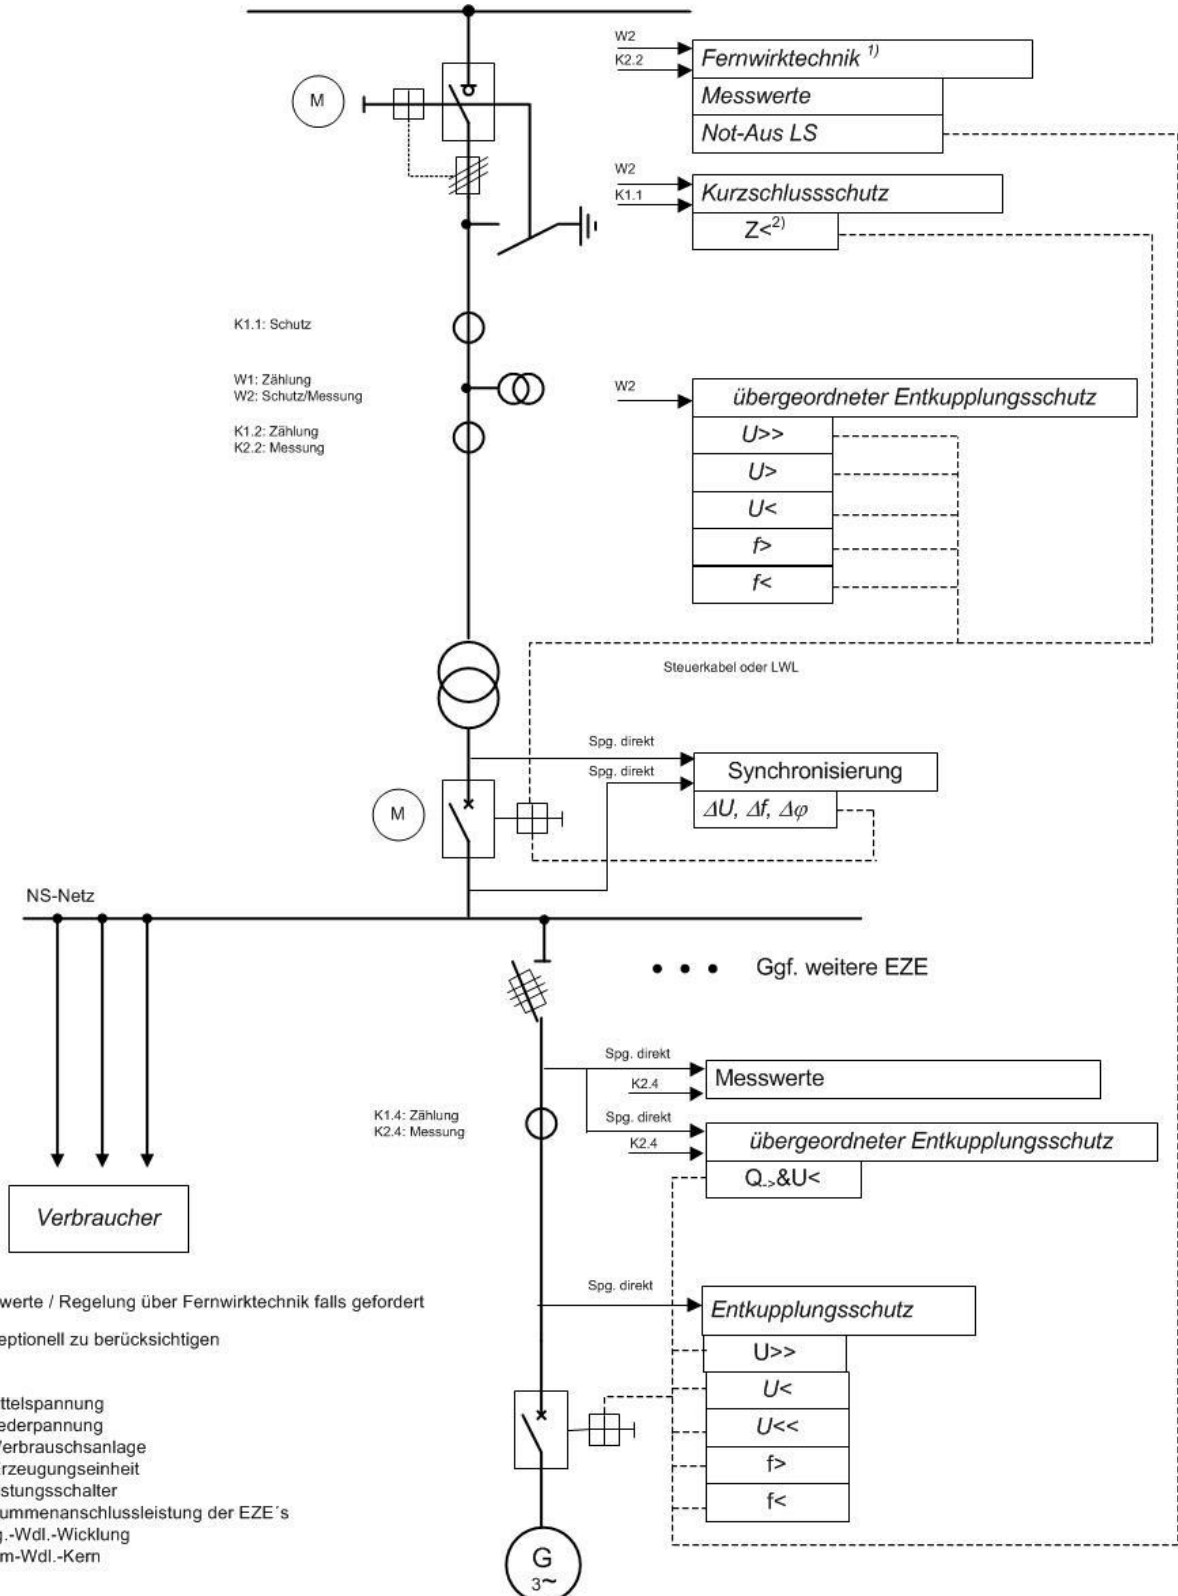 W2
K2.2
Fernwirktechnik 1)
M
Messwerte
Not-Aus LS
W2
K1.1
Kurzschlussschutz
Z<2)
K1.1: Schutz
W1: Zählung
W2: Schutz/Messung
K1.2: Zählung
K2.2: Messung
W2
übergeordneter Entkupplungsschutz
U>>
U>
U<
f>
f<
Steuerkabel oder LWL
Spg. direkt
Spg. direkt
Synchronisierung
ΔU, Δf, Δφ
M
NS-Netz
Ggf. weitere EZE
Spg. direkt
K2.4
Messwerte
K1.4: Zählung
K2.4: Messung
Spg. direkt
K2.4
übergeordneter Entkupplungsschutz
Q->&U<
Verbraucher
werte / Regelung über Fernwirktechnik falls gefordert
eptionell zu berücksichtigen
Spg. direkt
Entkupplungsschutz
U>>
U<
U<<
f>
f<
ttelspannung
ederpannung
erbrauschsanlage
rzeugungseinheit
istungsschalter
ummenanschlussleistung der EZE´s
g.-Wdl.-Wicklung
m-Wdl.-Kern
G
3~